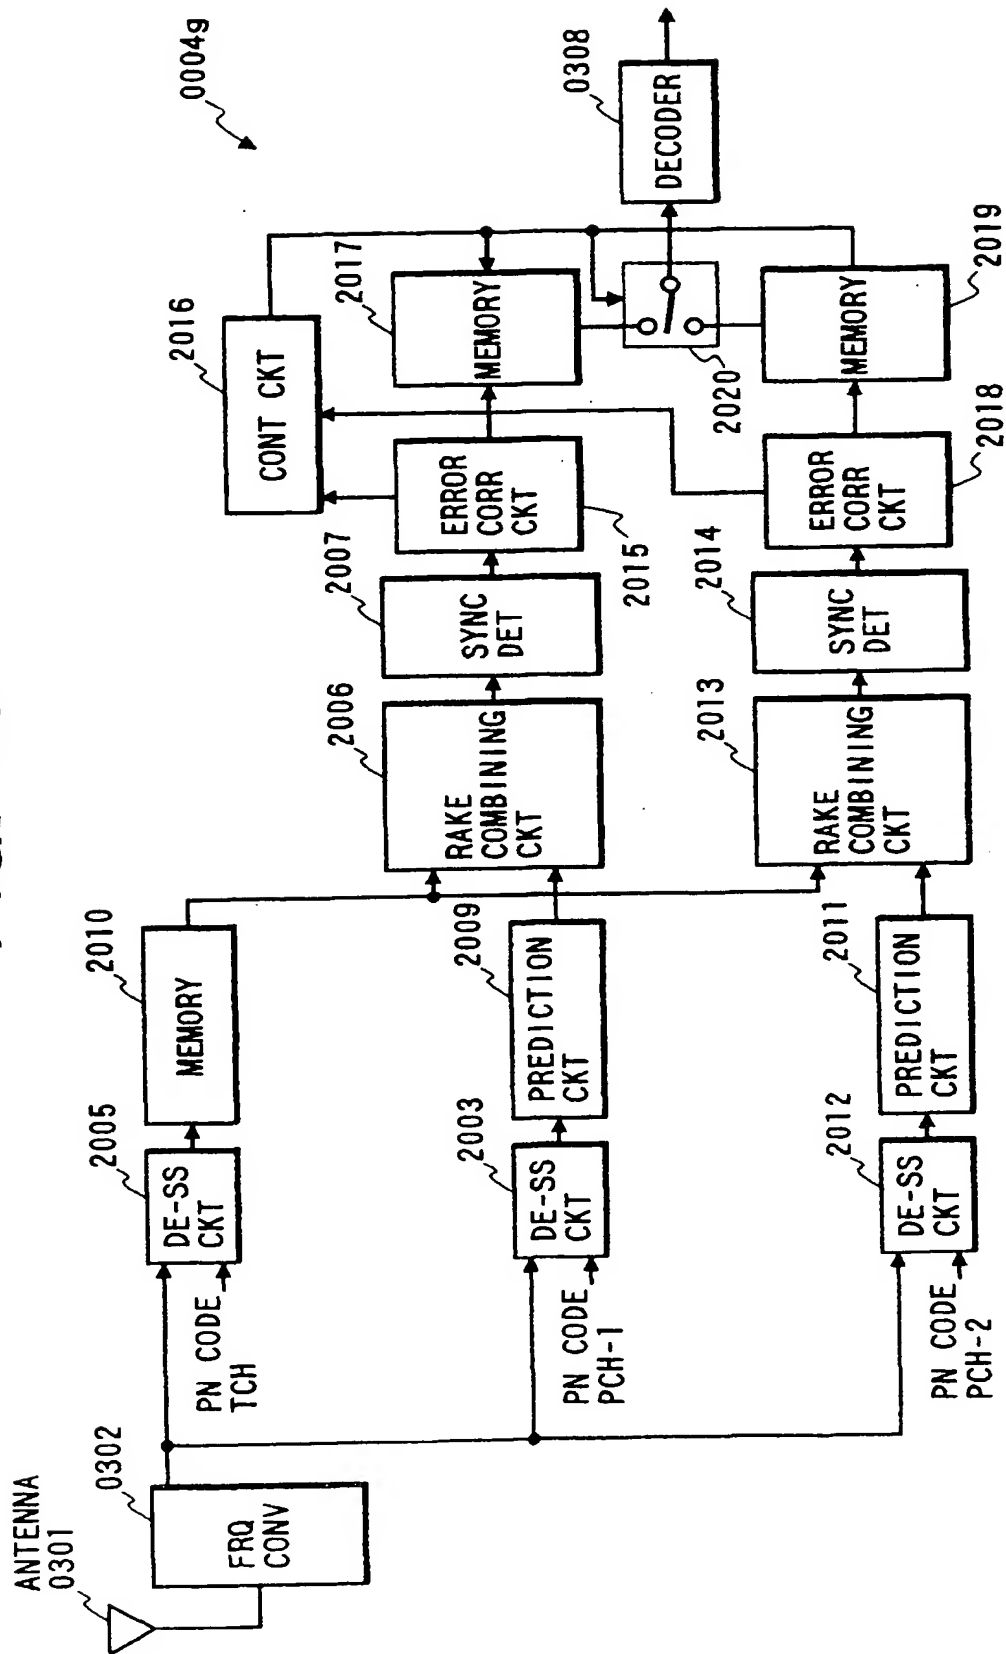 0004g
ANTENNA
0301
0302
FRQ
CONV
PN CODE
TCH
2005
DE-SS
CKT
2010
MEMORY
PN CODE
PCH-1
2003
DE-SS
CKT
2009
PREDICTION
CKT
2006
RAKE
COMBINING
CKT
2007
SYNC
DET
ERROR
CORR
CKT
2015
2016
CONT CKT
2017
MEMORY
2020
0308
DECODER
PN CODE
PCH-2
2012
DE-SS
CKT
2011
PREDICTION
CKT
2013
RAKE
COMBINING
CKT
2014
SYNC
DET
ERROR
CORR
CKT
2018
MEMORY
2019